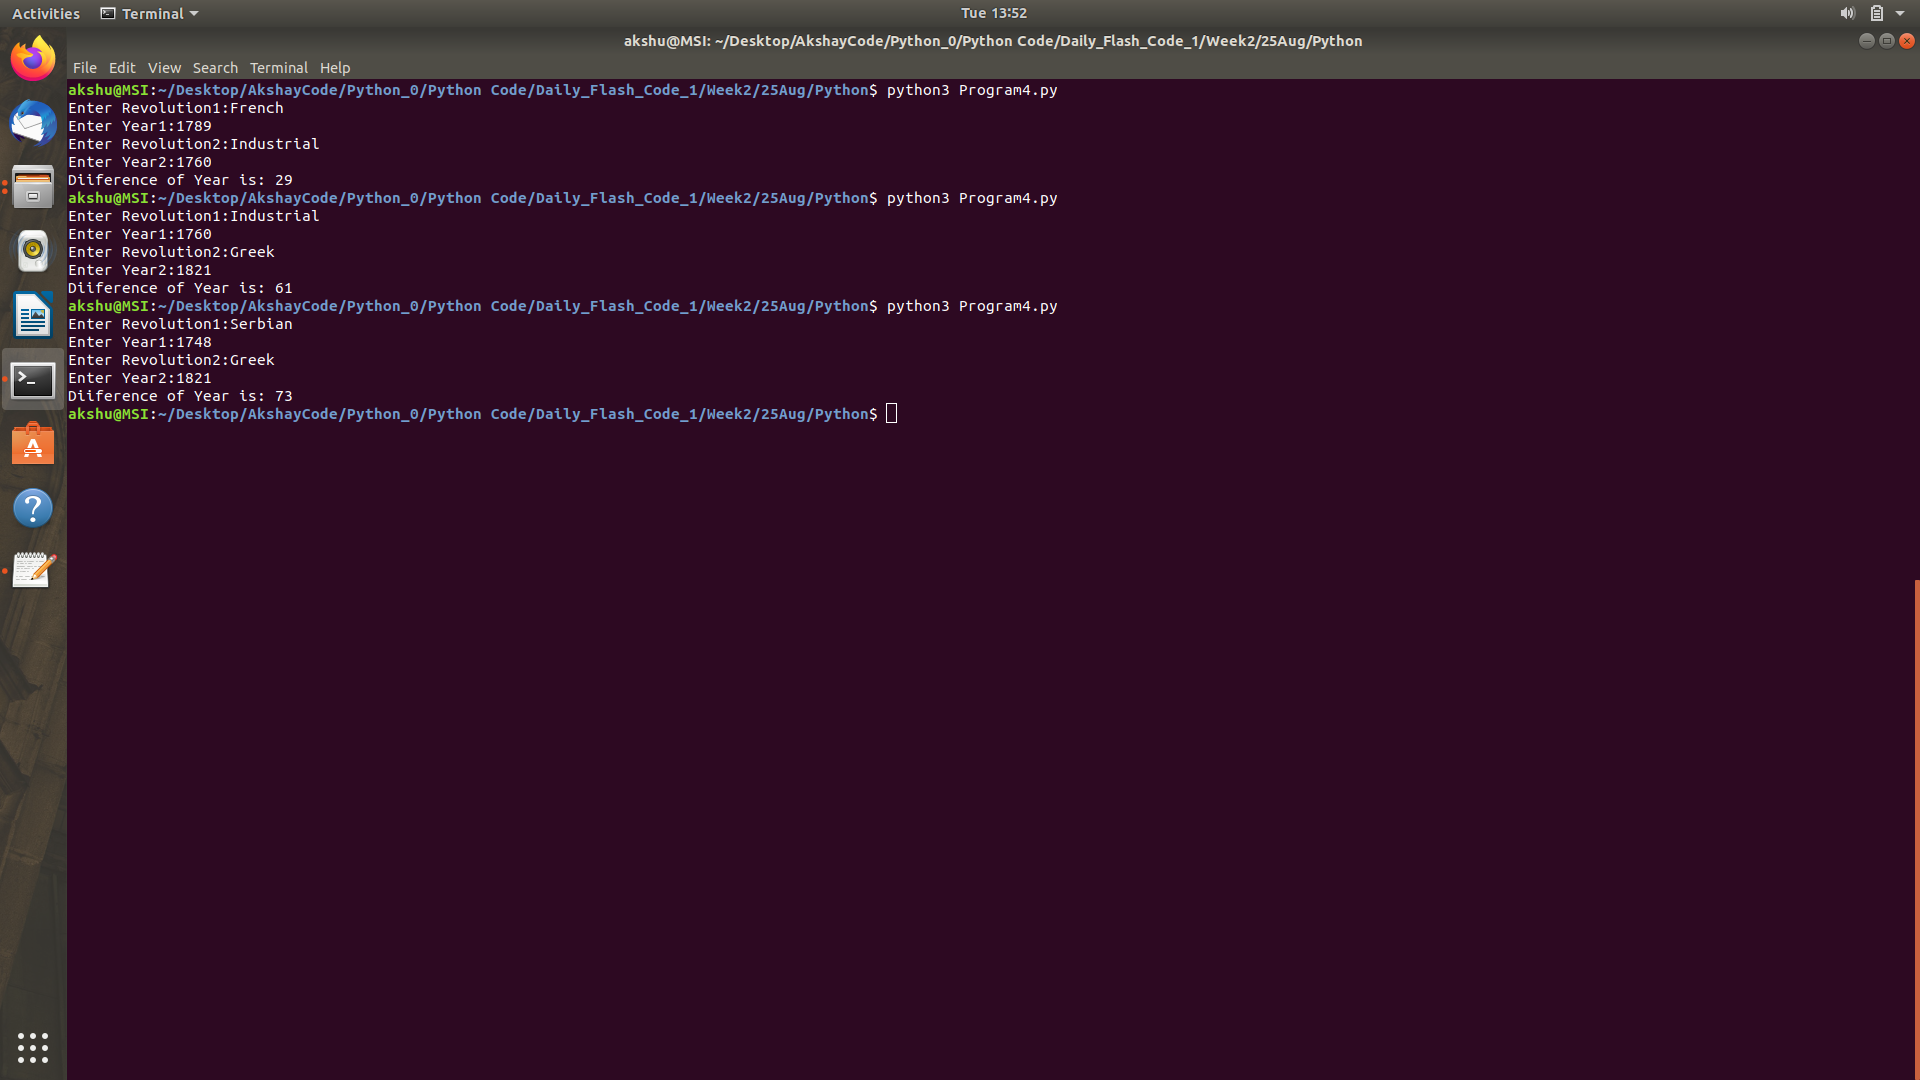 Activities Terminal Tue 13:52
akshu@MSI: ~/Desktop/AkshayCode/Python_0/Python Code/Daily_Flash_Code_1/Week2/25Aug/Python
File Edit View Search Terminal Help
akshu@MSI:~/Desktop/AkshayCode/Python_0/Python Code/Daily_Flash_Code_1/Week2/25Aug/Python$ python3 Program4.py
Enter Revolution1:French
Enter Year1:1789
Enter Revolution2:Industrial
Enter Year2:1760
Diiference of Year is: 29
akshu@MSI:~/Desktop/AkshayCode/Python_0/Python Code/Daily_Flash_Code_1/Week2/25Aug/Python$ python3 Program4.py
Enter Revolution1:Industrial
Enter Year1:1760
Enter Revolution2:Greek
Enter Year2:1821
Diiference of Year is: 61
akshu@MSI:~/Desktop/AkshayCode/Python_0/Python Code/Daily_Flash_Code_1/Week2/25Aug/Python$ python3 Program4.py
Enter Revolution1:Serbian
Enter Year1:1748
Enter Revolution2:Greek
Enter Year2:1821
Diiference of Year is: 73
akshu@MSI:~/Desktop/AkshayCode/Python_0/Python Code/Daily_Flash_Code_1/Week2/25Aug/Python$